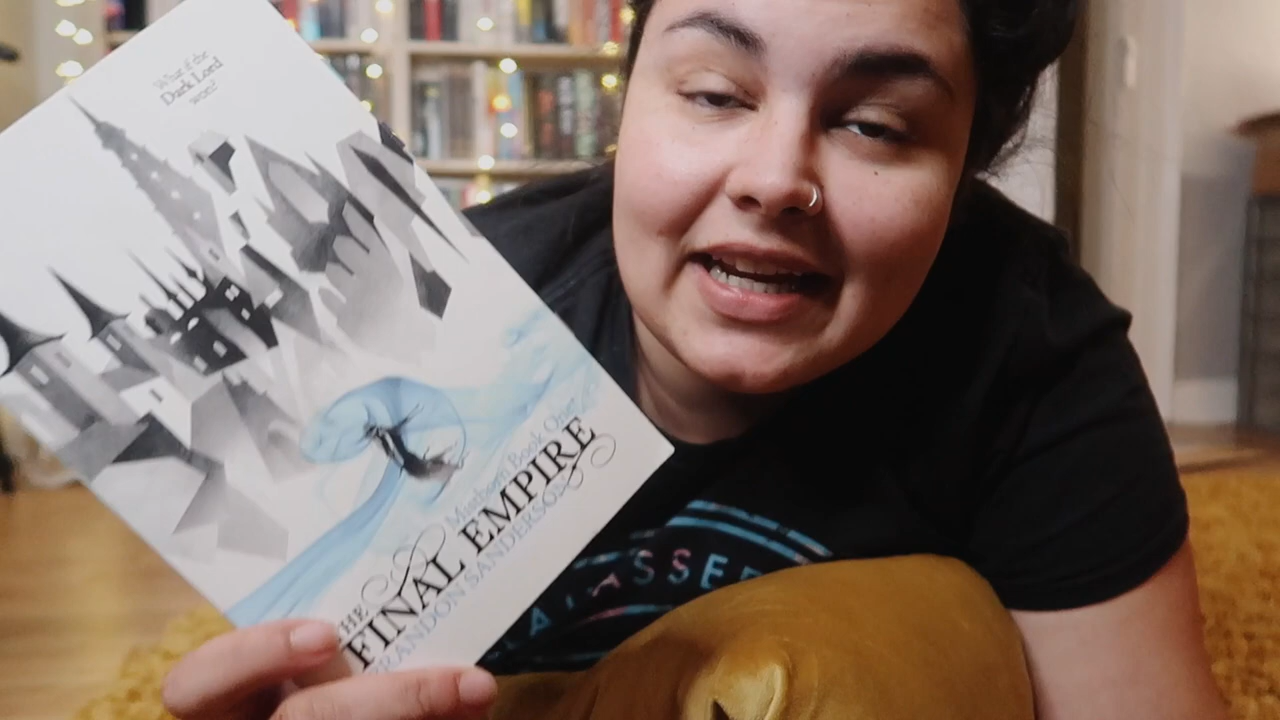 What if the
Dark Lord
won?
Mistborn Book One
THE
FINAL EMPIRE
BRANDON SANDERSON